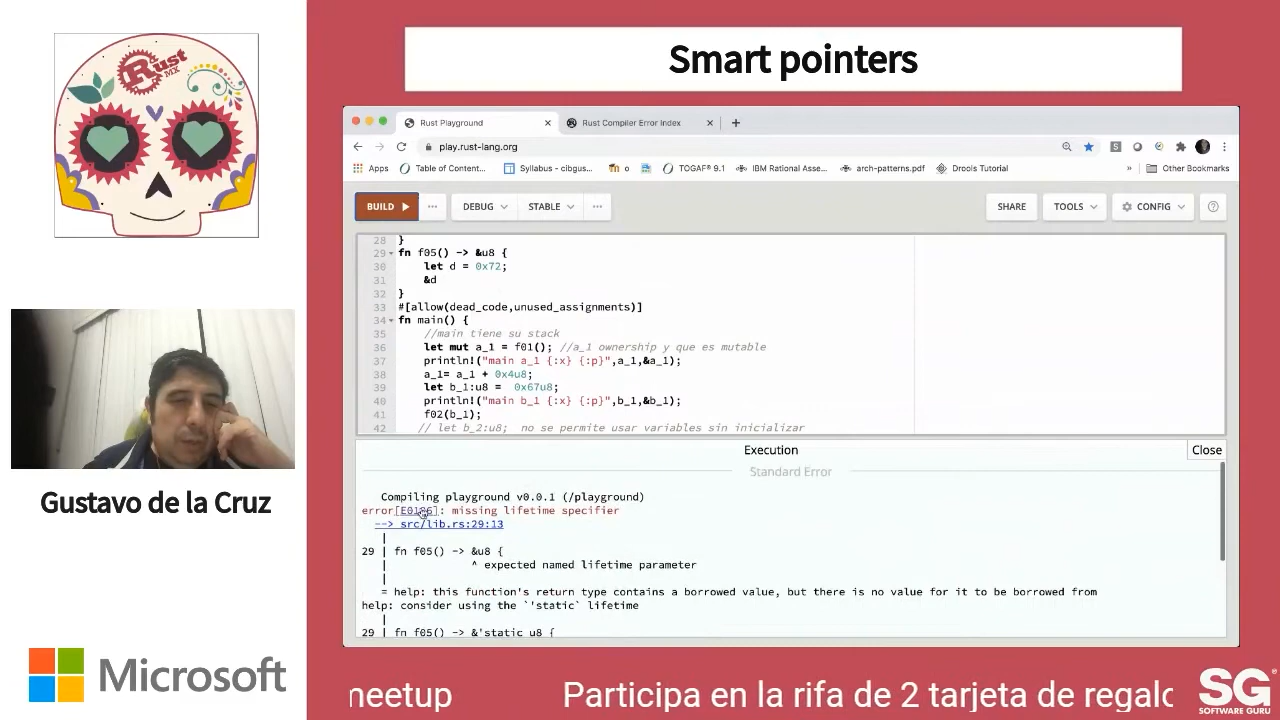 Rust MX
Smart pointers
Rust Playground
Rust Compiler Error Index
play.rust-lang.org
Apps
Table of Content...
Syllabus - cibgus...
n o
TOGAF® 9.1
IBM Rational Asse...
arch-patterns.pdf
Drools Tutorial
»
Other Bookmarks
BUILD
DEBUG
STABLE
SHARE
TOOLS
CONFIG
28 }
29 fn f05() -> &u8 {
30 let d = 0x72;
31 &d
32 }
33 #[allow(dead_code,unused_assignments)]
34 fn main() {
35 //main tiene su stack
36 let mut a_1 = f01(); //a_1 ownership y que es mutable
37 println!("main a_1 {:x} {:p}",a_1,&a_1);
38 a_1= a_1 + 0x4u8;
39 let b_1:u8 = 0x67u8;
40 println!("main b_1 {:x} {:p}",b_1,&b_1);
41 f02(b_1);
42 // let b_2:u8; no se permite usar variables sin inicializar
Execution
Close
Standard Error
Compiling playground v0.0.1 (/playground)
error[E0106]: missing lifetime specifier
--> src/lib.rs:29:13
|
29 | fn f05() -> &u8 {
| ^ expected named lifetime parameter
|
= help: this function's return type contains a borrowed value, but there is no value for it to be borrowed from
help: consider using the `'static` lifetime
|
29 | fn f05() -> &'static u8 {
Gustavo de la Cruz
Microsoft
neetup
Participa en la rifa de 2 tarjeta de regalo
SG
SOFTWARE GURU